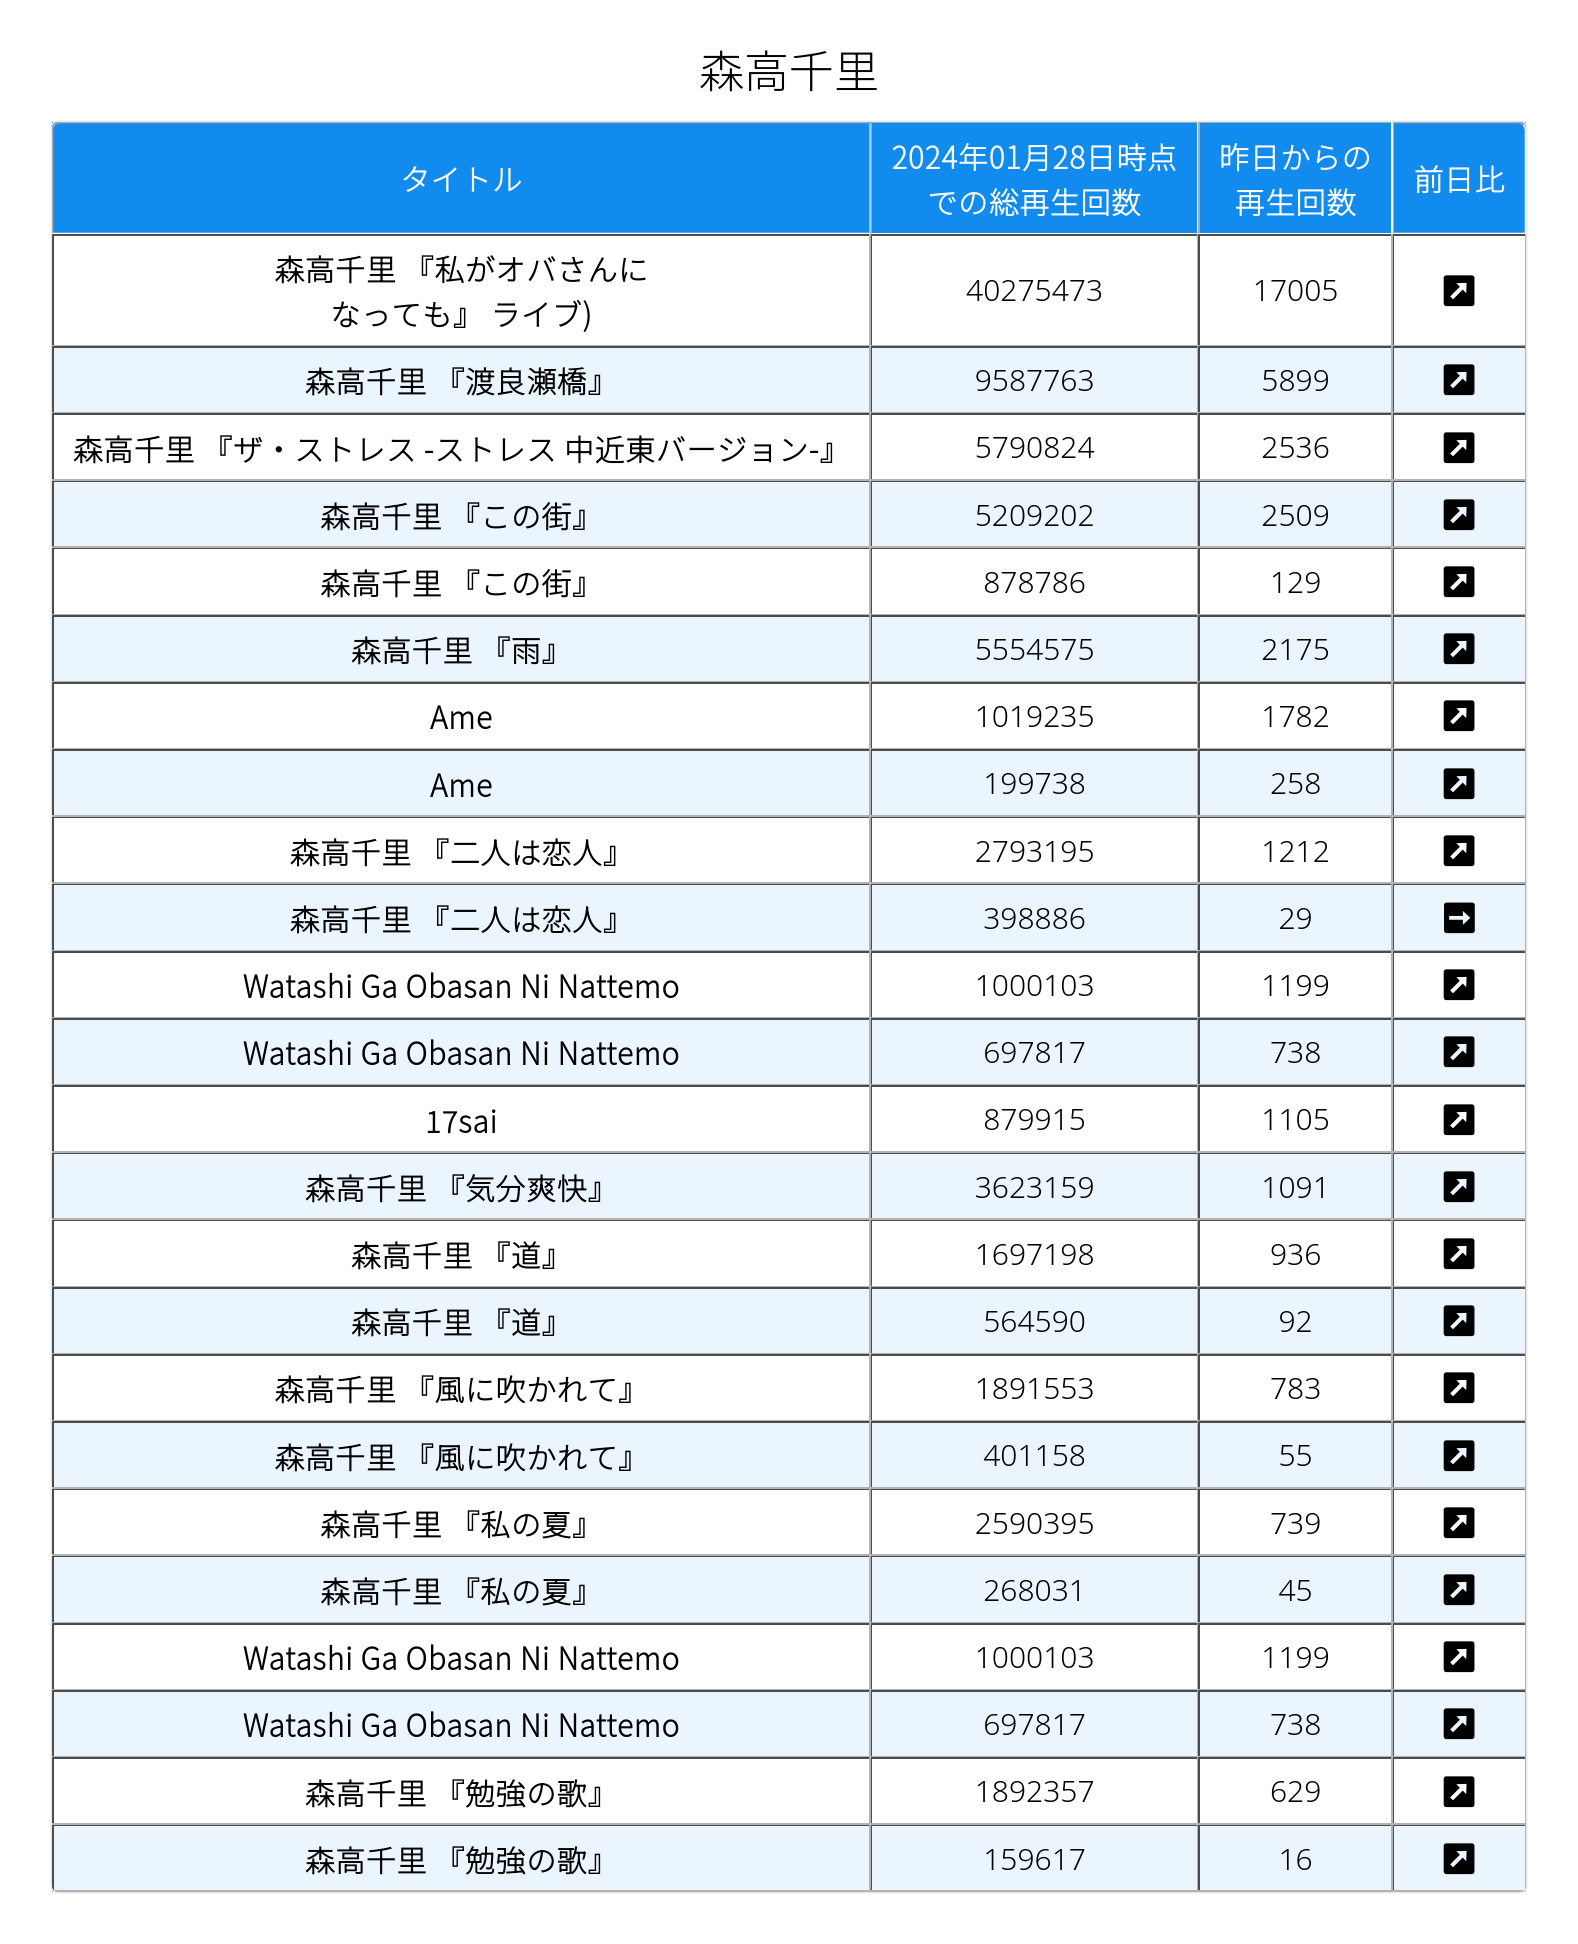 森高千里
タイトル
2024年01月28日時点
での総再生回数
昨日からの
再生回数
前日比
森高千里 『私がオバさんに
なっても』 ライブ)
40275473
17005
森高千里 『渡良瀬橋』 9587763 5899
森高千里 『ザ・ストレス -ストレス 中近東バージョン-』 5790824 2536
森高千里 『この街』 5209202 2509
森高千里 『この街』 878786 129
森高千里 『雨』 5554575 2175
Ame 1019235 1782
Ame 199738 258
森高千里 『二人は恋人』 2793195 1212
森高千里 『二人は恋人』 398886 29
Watashi Ga Obasan Ni Nattemo 1000103 1199
Watashi Ga Obasan Ni Nattemo 697817 738
17sai 879915 1105
森高千里 『気分爽快』 3623159 1091
森高千里 『道』 1697198 936
森高千里 『道』 564590 92
森高千里 『風に吹かれて』 1891553 783
森高千里 『風に吹かれて』 401158 55
森高千里 『私の夏』 2590395 739
森高千里 『私の夏』 268031 45
Watashi Ga Obasan Ni Nattemo 1000103 1199
Watashi Ga Obasan Ni Nattemo 697817 738
森高千里 『勉強の歌』 1892357 629
森高千里 『勉強の歌』 159617 16